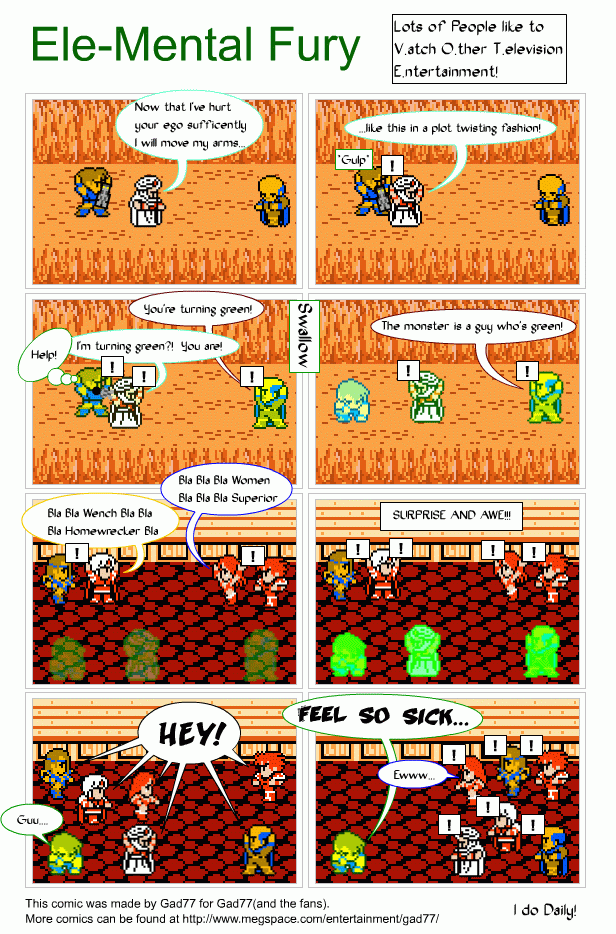 Ele-Mental Fury
Lots of People like to
V.atch O.ther T.elevision
E.ntertainment!
Now that I've hurt
your ego sufficently
I will move my arms...
...like this in a plot twisting fashion!
*Gulp*
!
You're turning green!
I'm turning green?! You are!
Help!
!
!
!
Swallow
The monster is a guy who's green!
!
!
Bla Bla Bla Women
Bla Bla Bla Superior
Bla Bla Wench Bla Bla
Bla Homewrecker Bla
!
!
SURPRISE AND AWE!!!
!
!
!
!
HEY!
Guu....
FEEL SO SICK...
Ewww...
!
!
!
!
!
!
This comic was made by Gad77 for Gad77(and the fans).
More comics can be found at http://www.megspace.com/entertainment/gad77/
I do Daily!